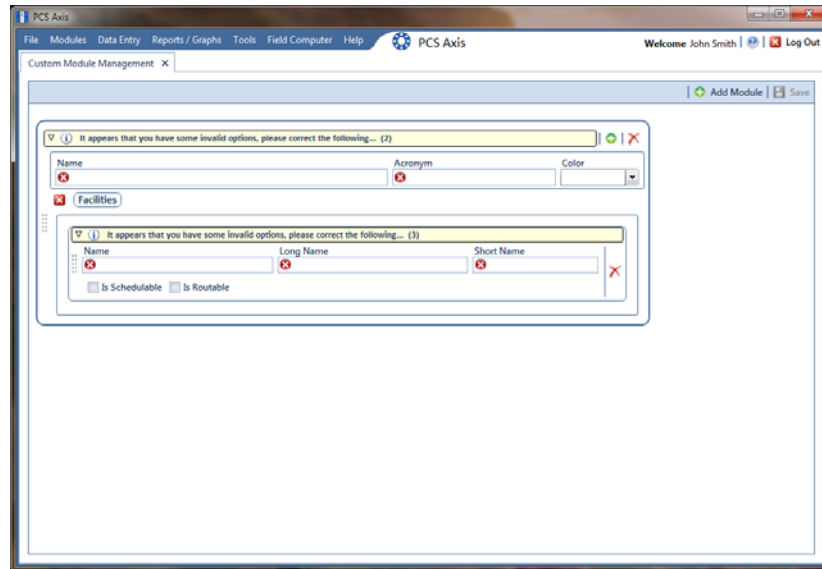 PCS Axis
File Modules Data Entry Reports / Graphs Tools Field Computer Help PCS Axis Welcome John Smith Log Out
Custom Module Management
Add Module Save
It appears that you have some invalid options, please correct the following... (2)
Name Acronym Color
Facilities
It appears that you have some invalid options, please correct the following... (3)
Name Long Name Short Name
Is Schedulable Is Routable